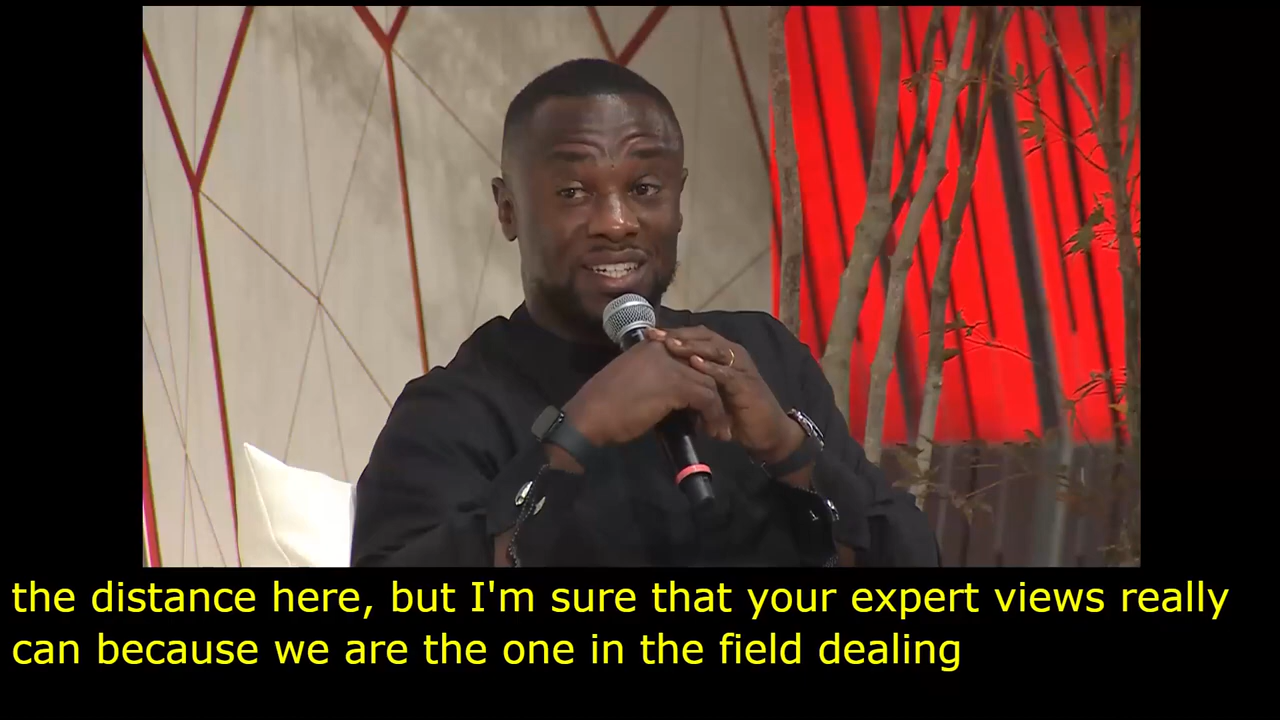 the distance here, but I'm sure that your expert views really
can because we are the one in the field dealing